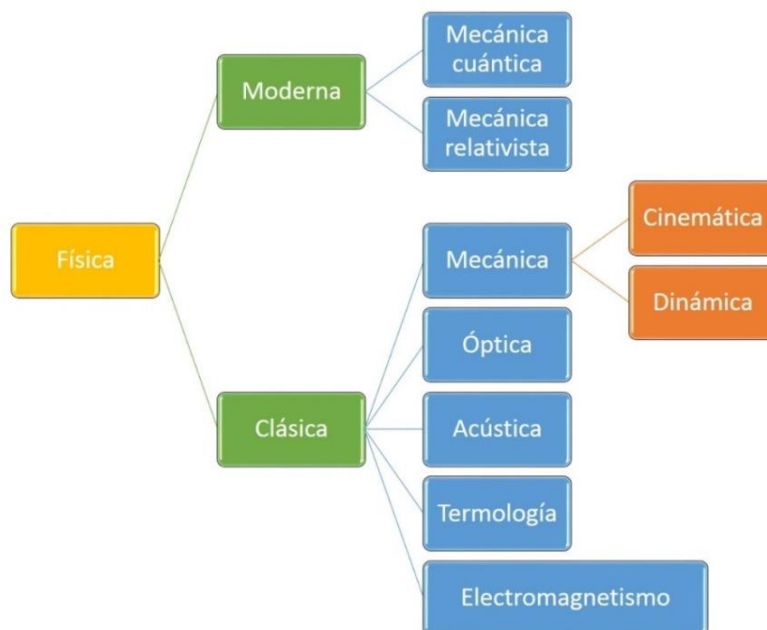 Física
Moderna
Mecánica
cuántica
Mecánica
relativista
Clásica
Mecánica
Cinemática
Dinámica
Óptica
Acústica
Termología
Electromagnetismo